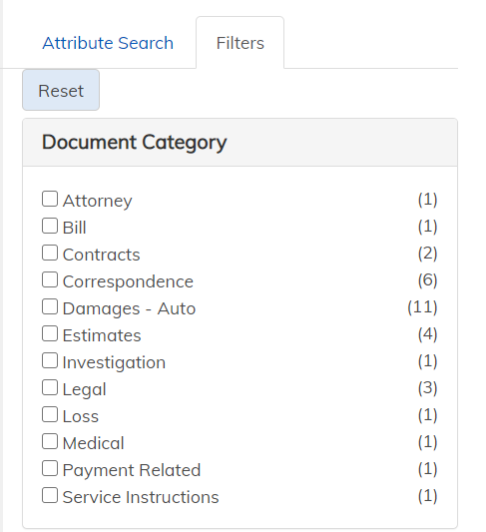 Attribute Search Filters
Reset
Document Category
Attorney (1)
Bill (1)
Contracts (2)
Correspondence (6)
Damages - Auto (11)
Estimates (4)
Investigation (1)
Legal (3)
Loss (1)
Medical (1)
Payment Related (1)
Service Instructions (1)